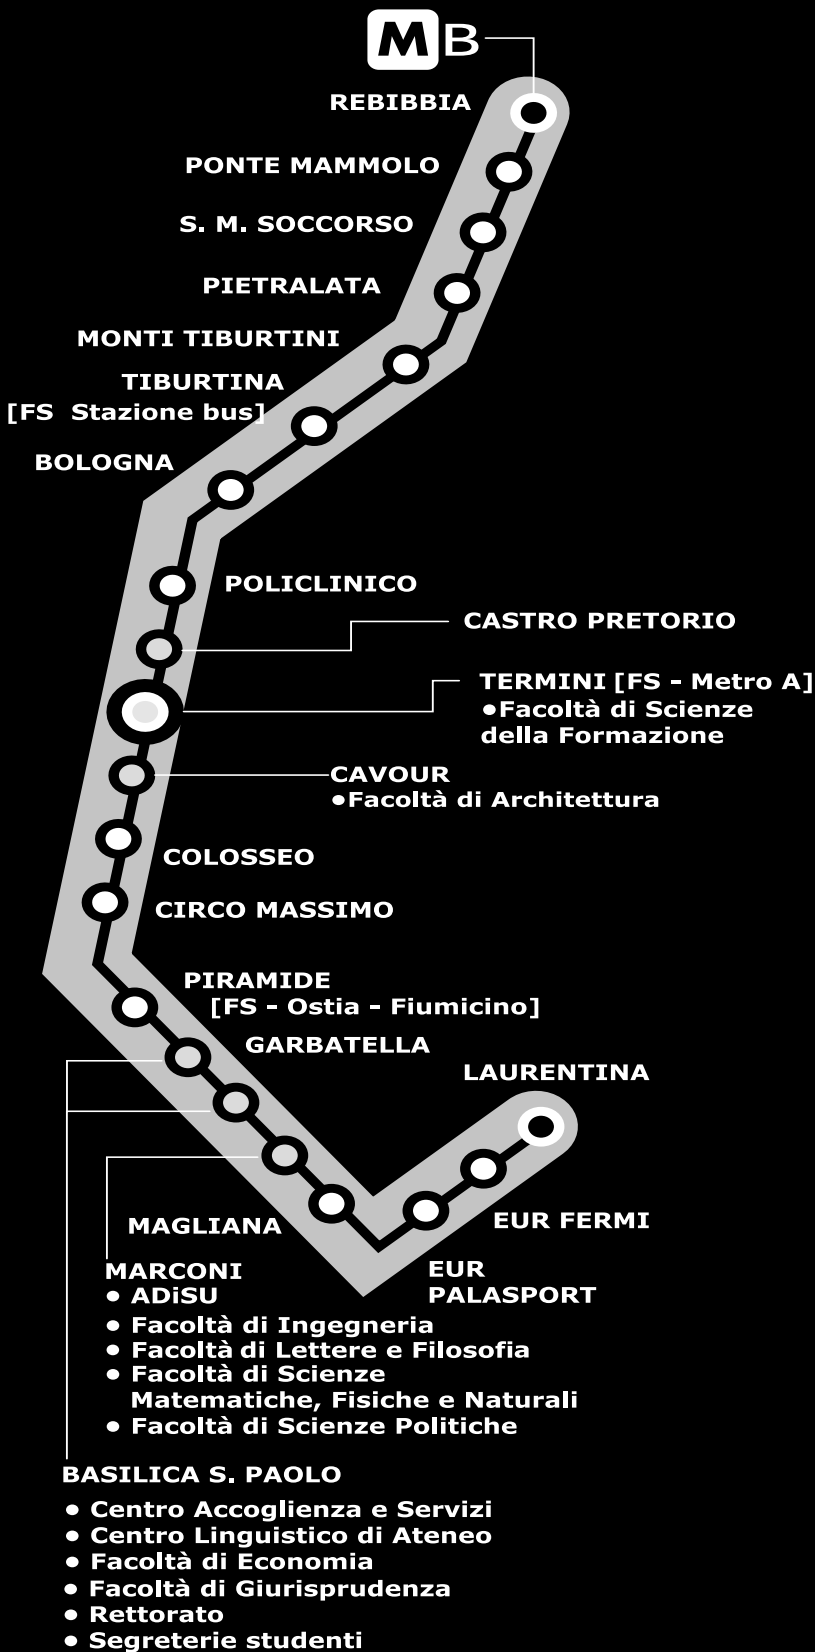 M B
REBIBBIA
PONTE MAMMOLO
S. M. SOCCORSO
PIETRALATA
MONTI TIBURTINI
TIBURTINA
[FS Stazione bus]
BOLOGNA
POLICLINICO
CASTRO PRETORIO
TERMINI [FS - Metro A]
•Facoltà di Scienze
della Formazione
CAVOUR
•Facoltà di Architettura
COLOSSEO
CIRCO MASSIMO
PIRAMIDE
[FS - Ostia - Fiumicino]
GARBATELLA
LAURENTINA
EUR FERMI
MAGLIANA
EUR
PALASPORT
MARCONI
• ADiSU
• Facoltà di Ingegneria
• Facoltà di Lettere e Filosofia
• Facoltà di Scienze
Matematiche, Fisiche e Naturali
• Facoltà di Scienze Politiche
BASILICA S. PAOLO
• Centro Accoglienza e Servizi
• Centro Linguistico di Ateneo
• Facoltà di Economia
• Facoltà di Giurisprudenza
• Rettorato
• Segreterie studenti